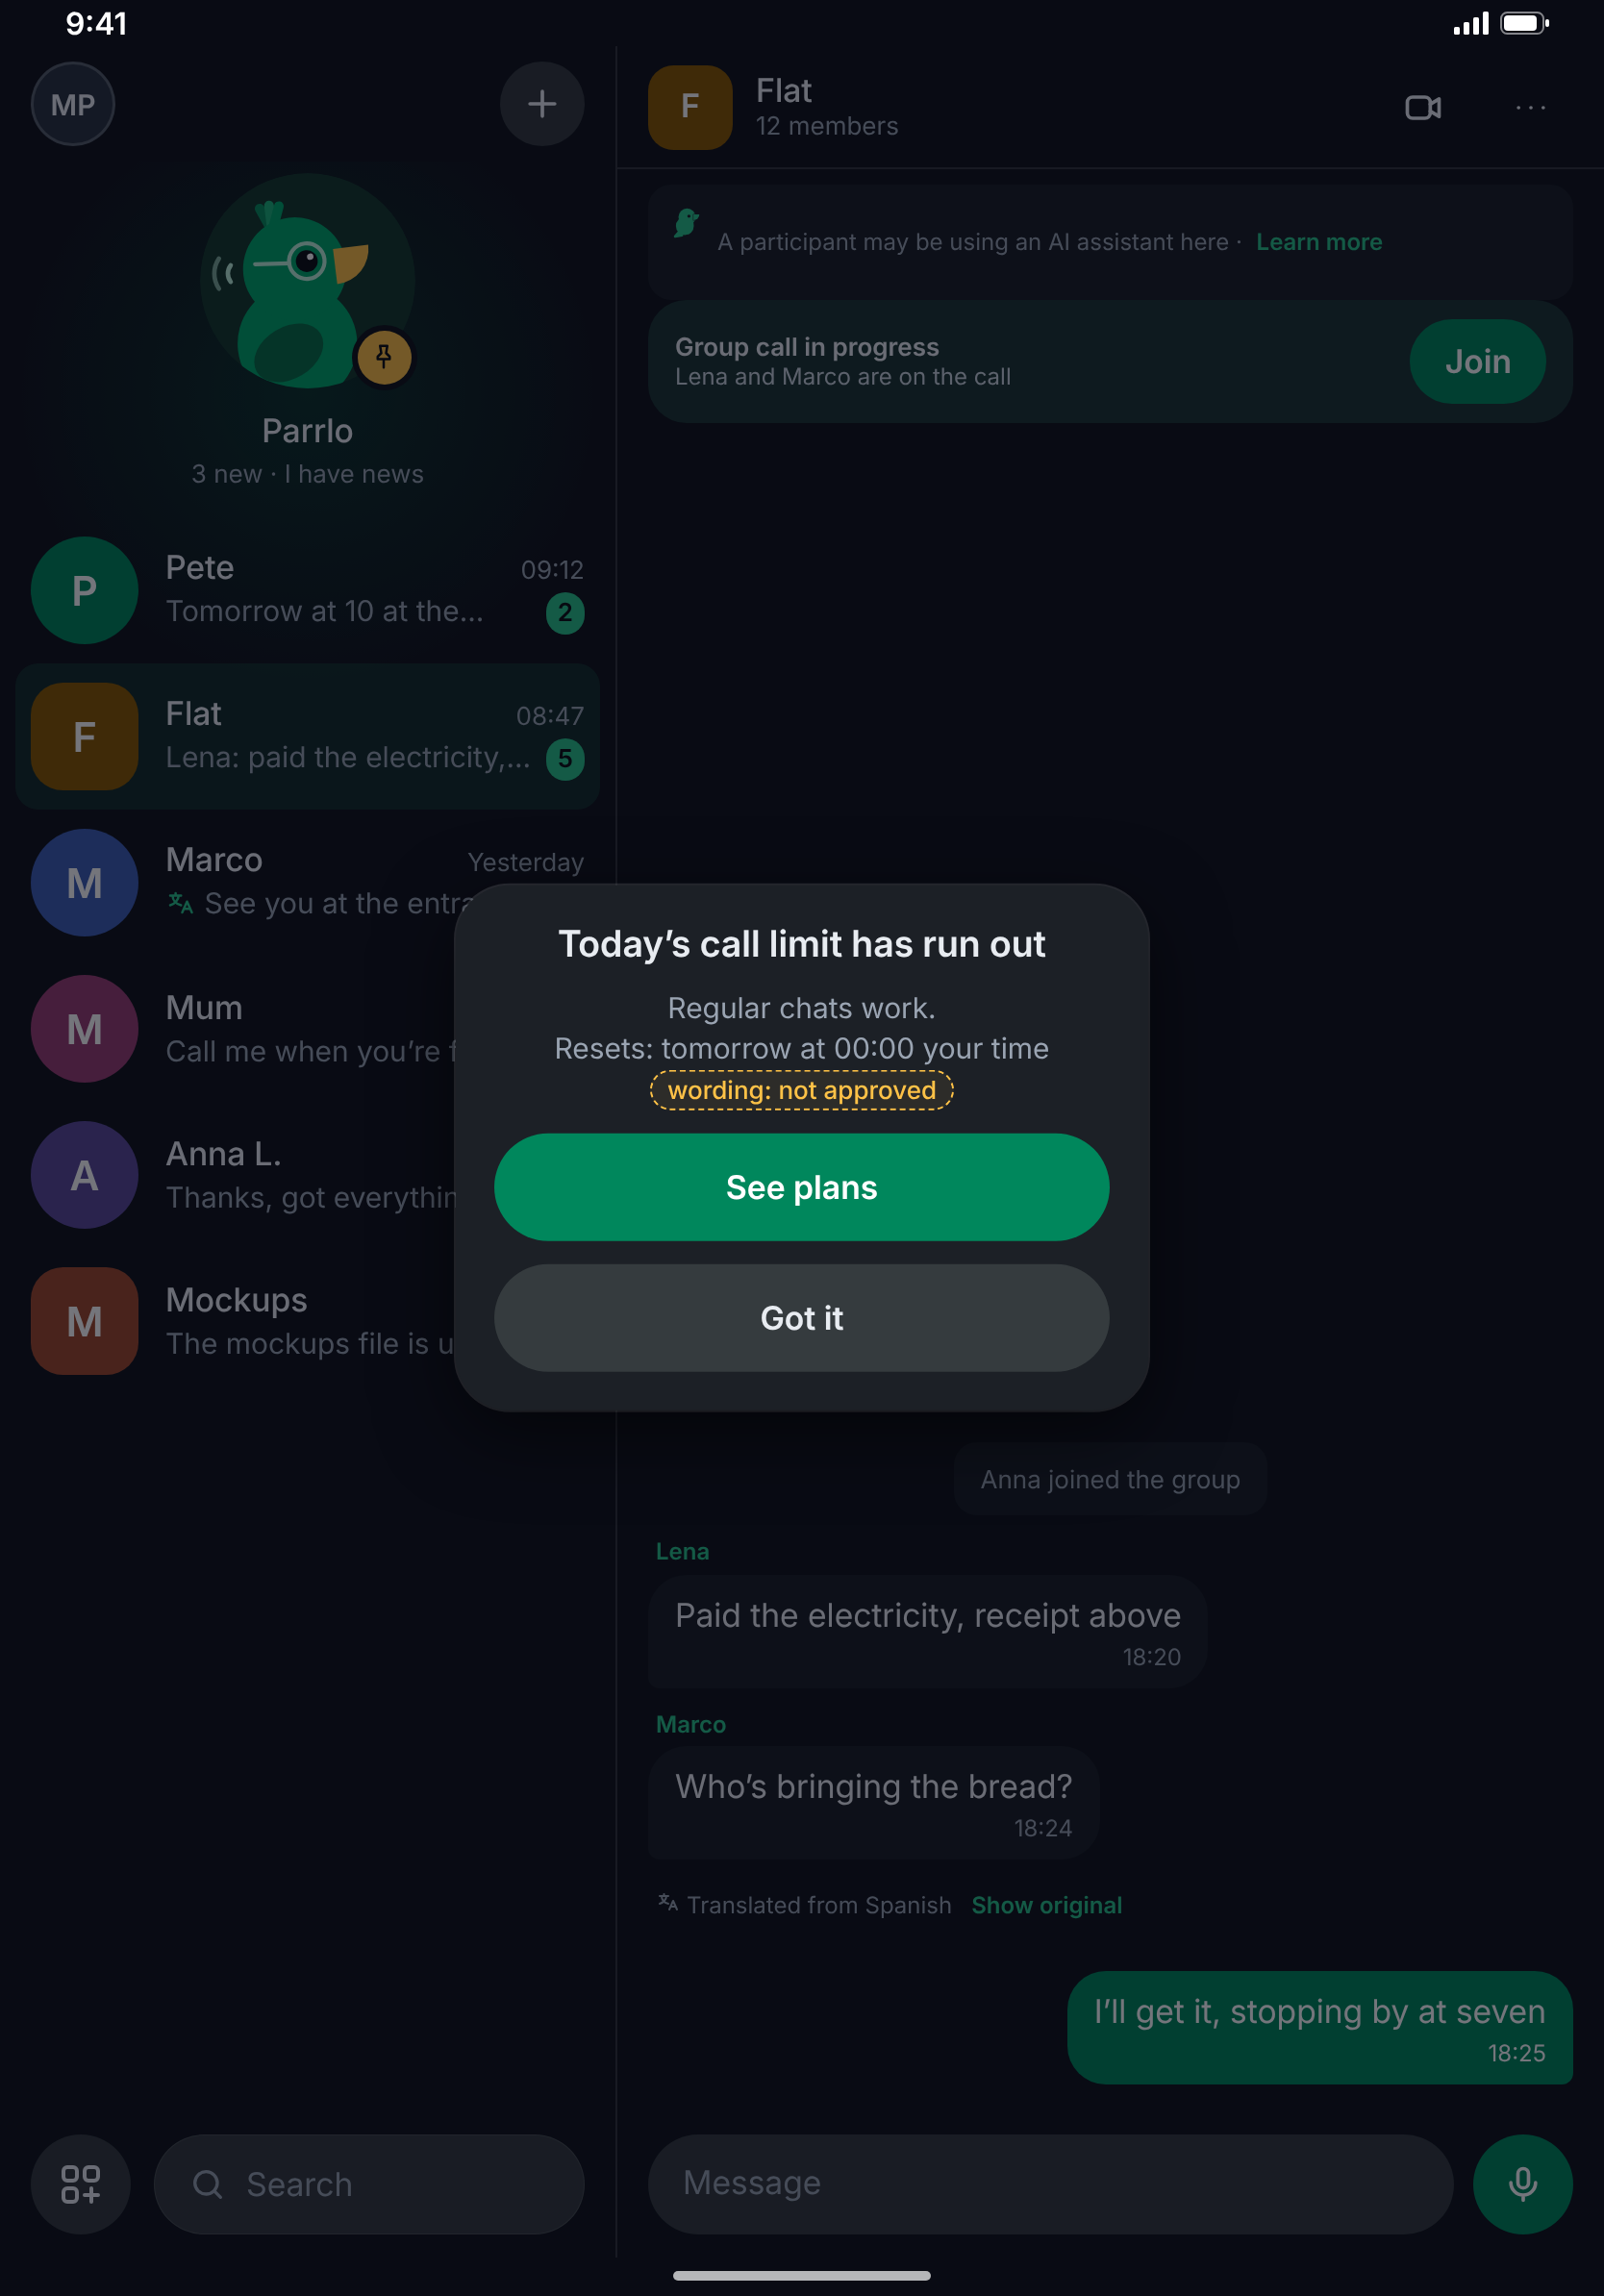 9:41
MP
Parrlo
3 new · I have news
P
Pete
09:12
Tomorrow at 10 at the...
2
F
Flat
08:47
Lena: paid the electricity,...
5
M
Marco
Yesterday
See you at the entra
M
Mum
Call me when you’re f
A
Anna L.
Thanks, got everythin
M
Mockups
The mockups file is u
Search
F
Flat
12 members
A participant may be using an AI assistant here · Learn more
Group call in progress
Lena and Marco are on the call
Join
Today’s call limit has run out
Regular chats work.
Resets: tomorrow at 00:00 your time
wording: not approved
See plans
Got it
Anna joined the group
Lena
Paid the electricity, receipt above
18:20
Marco
Who’s bringing the bread?
18:24
Translated from Spanish Show original
I’ll get it, stopping by at seven
18:25
Message